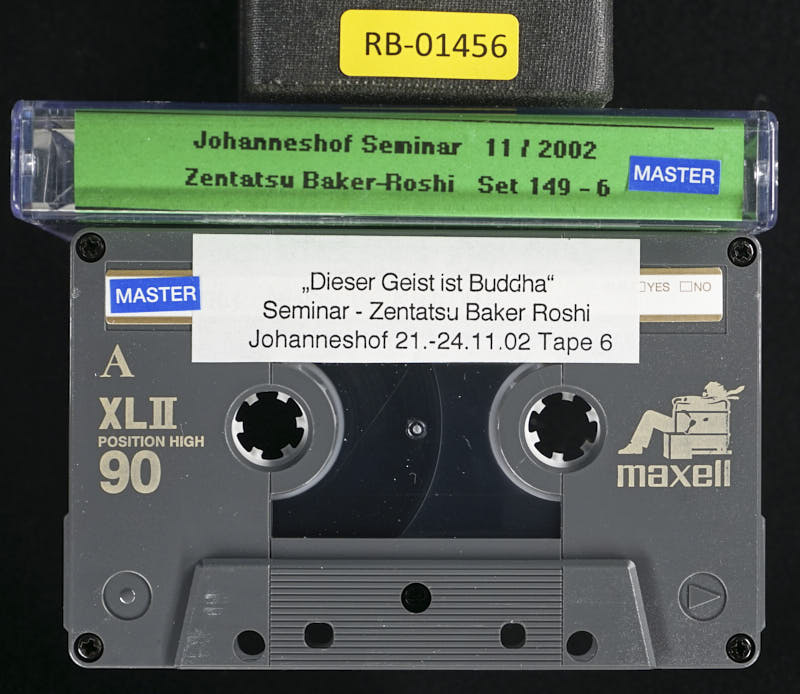 RB-01456
Johanneshof Seminar 11 / 2002
Zentatsu Baker-Roshi Set 149 - 6
MASTER
„Dieser Geist ist Buddha“
Seminar - Zentatsu Baker Roshi
Johanneshof 21.-24.11.02 Tape 6
MASTER
YES NO
A
XLII
POSITION HIGH
90
maxell